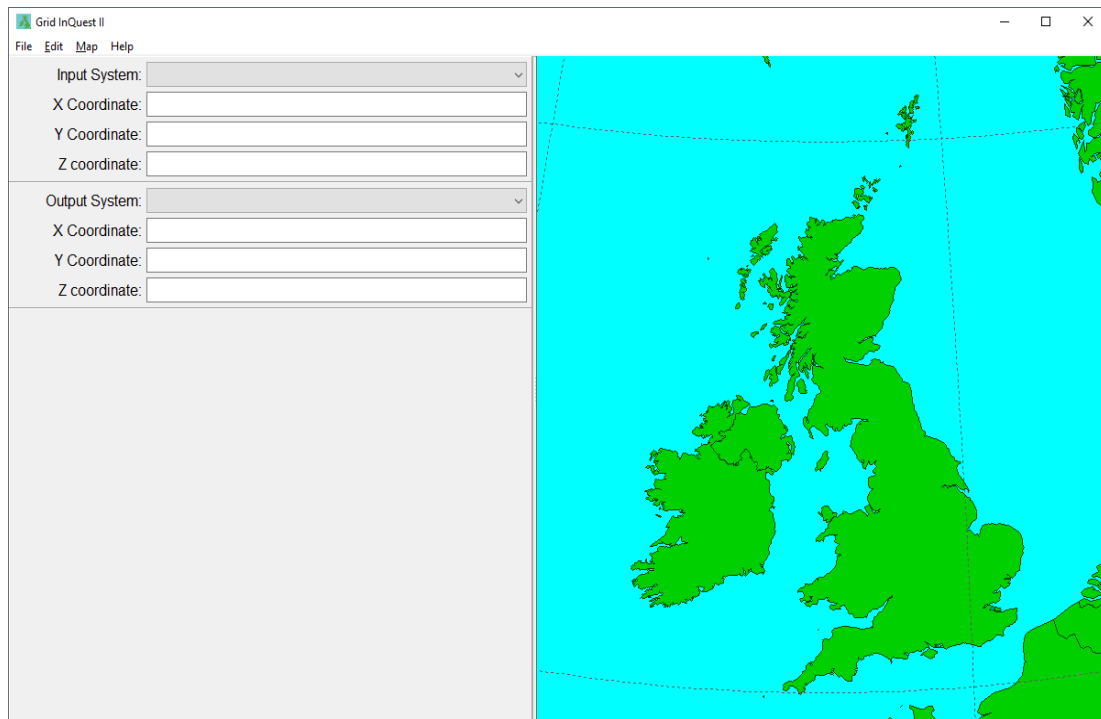 Grid InQuest II
File Edit Map Help
Input System:
X Coordinate:
Y Coordinate:
Z coordinate:
Output System:
X Coordinate:
Y Coordinate:
Z coordinate: